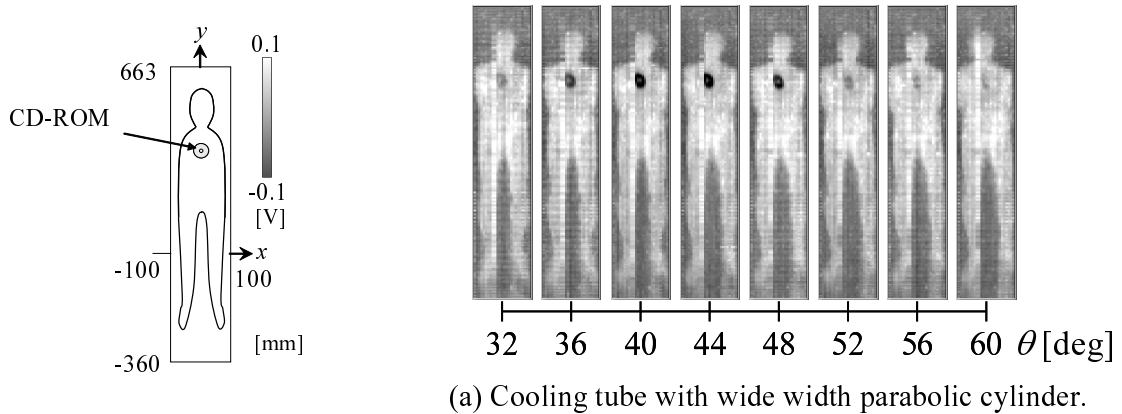 y
0.1
663
CD-ROM
-0.1
[V]
x
-100
100
[mm]
-360
32 36 40 44 48 52 56 60 θ [deg]
(a) Cooling tube with wide width parabolic cylinder.